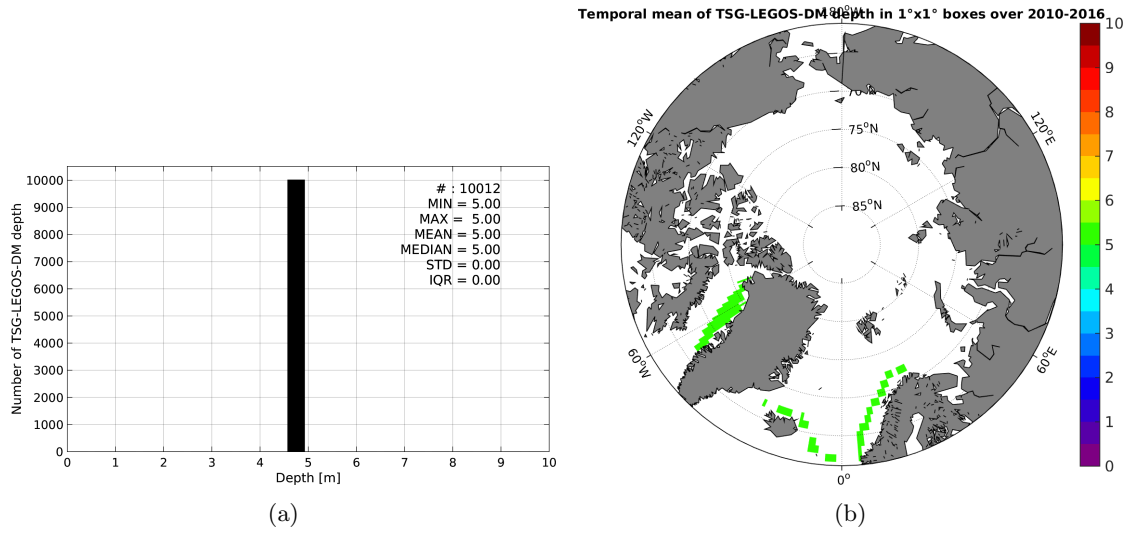 Temporal mean of TSG-LEGOS-DM depth in 1°x1° boxes over 2010-2016
180°W
10
9
8
7
6
5
4
3
2
1
0
120°W
120°E
70°N
75°N
80°N
85°N
60°W
60°E
0°
Number of TSG-LEGOS-DM depth
10000
9000
8000
7000
6000
5000
4000
3000
2000
1000
0
# : 10012
MIN = 5.00
MAX = 5.00
MEAN = 5.00
MEDIAN = 5.00
STD = 0.00
IQR = 0.00
0 1 2 3 4 5 6 7 8 9 10
Depth [m]
(a)
(b)